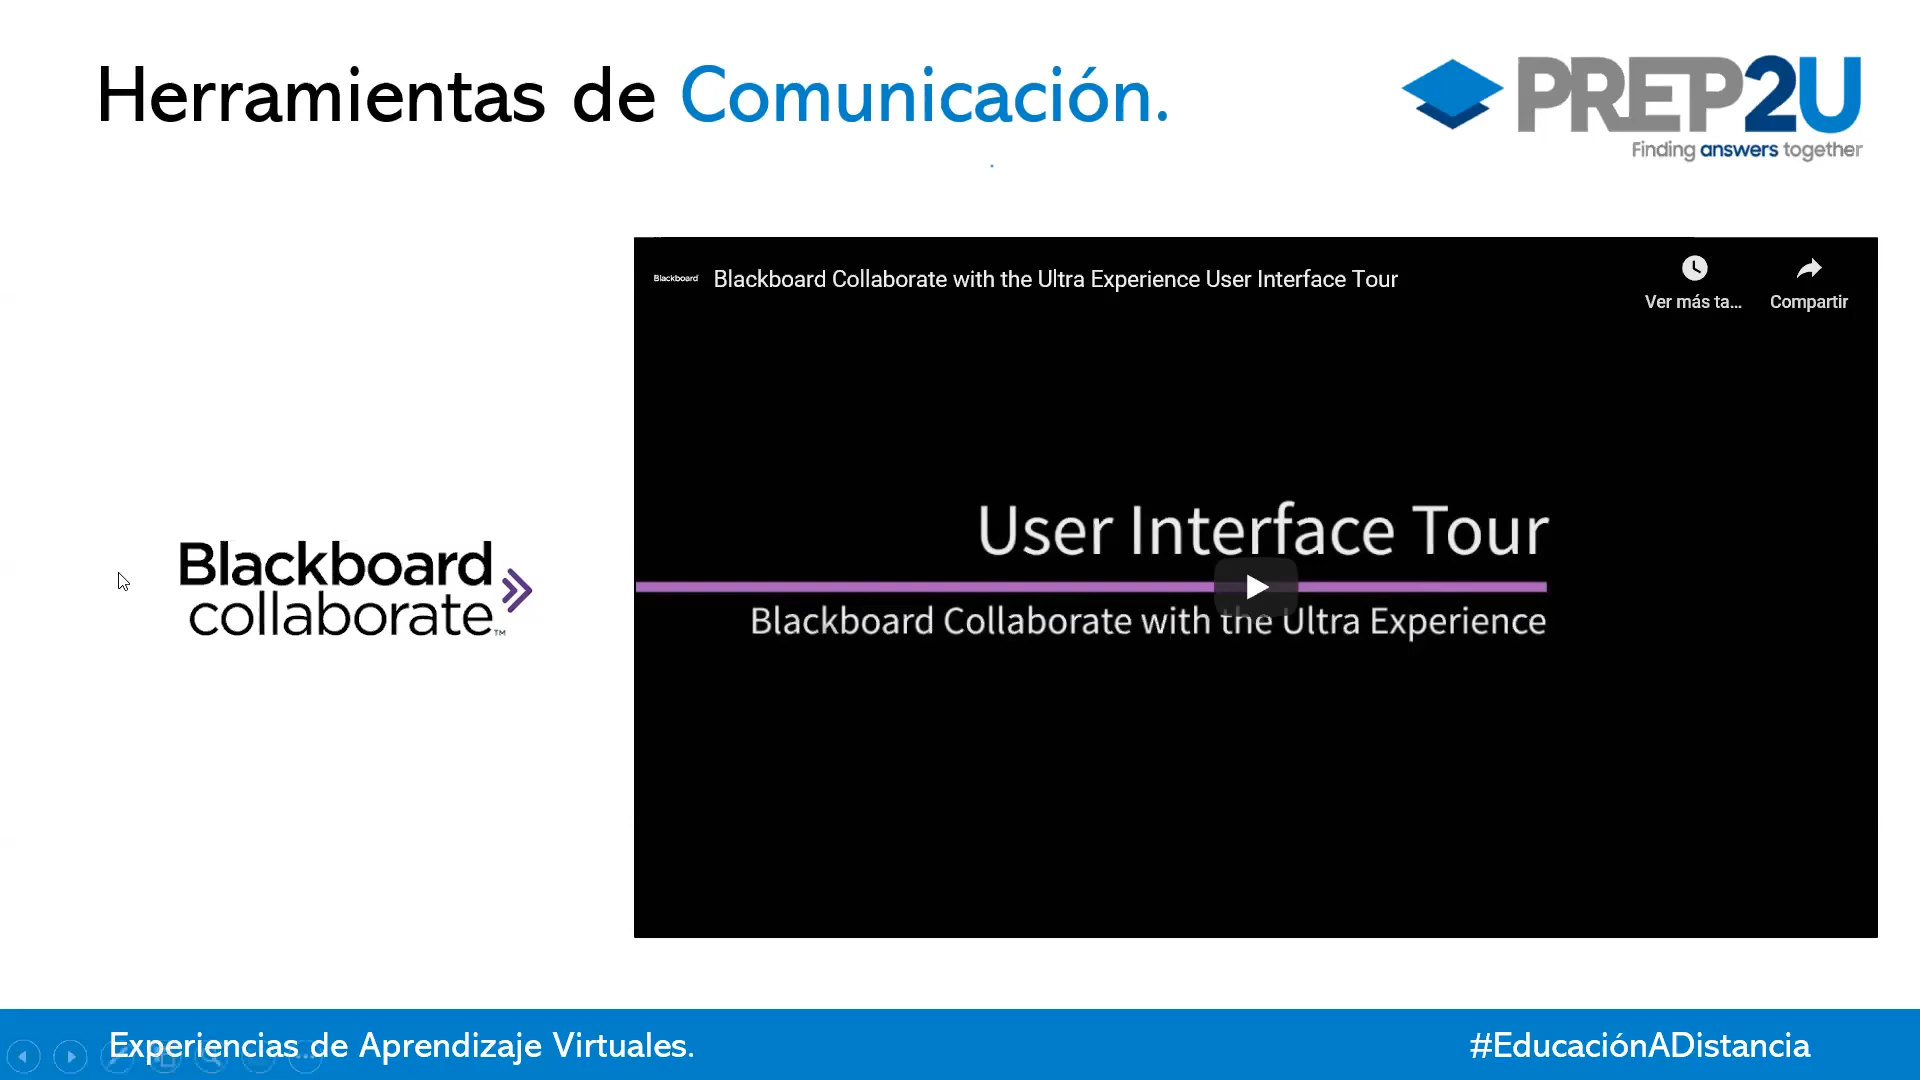 Herramientas de Comunicación.
PREP2U
Finding answers together
Blackboard
Blackboard Collaborate with the Ultra Experience User Interface Tour
Ver más ta...
Compartir
User Interface Tour
Blackboard Collaborate with the Ultra Experience
Blackboard
collaborate™
Experiencias de Aprendizaje Virtuales.
#EducaciónADistancia